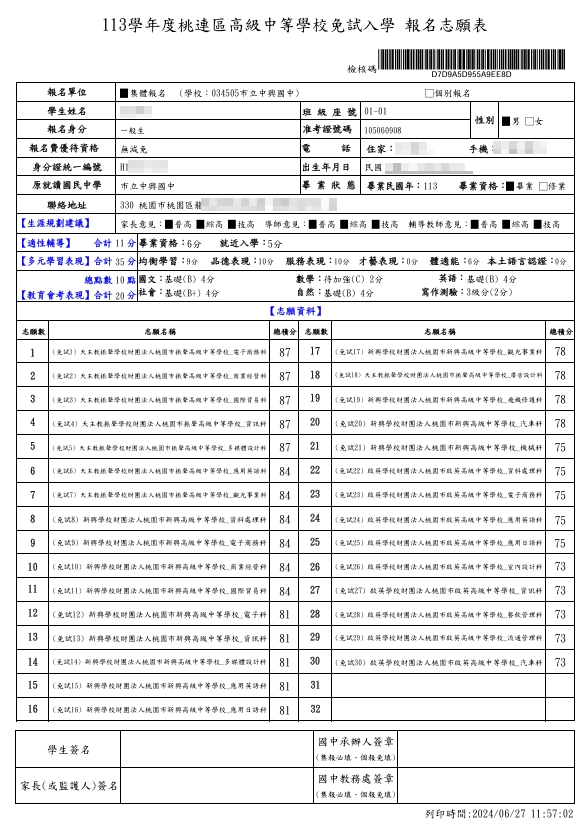 113學年度桃連區高級中等學校免試入學 報名志願表
檢核碼
D7D9A5D955A9EE8D
報名單位 ■集體報名 (學校：034505市立中興國中) □個別報名
學生姓名 班級座號 01-01 性別 ■男 □女
報名身分 一般生 准考證號碼 105060908
報名費優待資格 無減免 電話 住家： 手機：
身分證統一編號 H1 出生年月日 民國
原就讀國民中學 市立中興國中 畢業狀態 畢業民國年：113 畢業資格：■畢業 □修業
聯絡地址 330 桃園市桃園區龍
【生涯規劃建議】 家長意見：■普高 ■綜高 ■技高 導師意見：■普高 ■綜高 ■技高 輔導教師意見：■普高 ■綜高 ■技高
【適性輔導】 合計 11 分 畢業資格：6分 就近入學：5分
【多元學習表現】合計 35 分 均衡學習：9分 品德表現：10分 服務表現：10分 才藝表現：0分 體適能：6分 本土語言認證：0分
總點數 10 點 國文：基礎(B) 4分 數學：待加強(C) 2分 英語：基礎(B) 4分
【教育會考表現】合計 20 分 社會：基礎(B+) 4分 自然：基礎(B) 4分 寫作測驗：3級分(2分)
【志願資料】
志願數 志願名稱 總積分 志願數 志願名稱 總積分
1 (免試1) 天主教振聲學校財團法人桃園市振聲高級中等學校_電子商務科 87 17 (免試17) 新興學校財團法人桃園市新興高級中等學校_觀光事業科 78
2 (免試2) 天主教振聲學校財團法人桃園市振聲高級中等學校_商業經營科 87 18 (免試18) 天主教振聲學校財團法人桃園市振聲高級中等學校_廣告設計科 78
3 (免試3) 天主教振聲學校財團法人桃園市振聲高級中等學校_國際貿易科 87 19 (免試19) 新興學校財團法人桃園市新興高級中等學校_飛機修護科 78
4 (免試4) 天主教振聲學校財團法人桃園市振聲高級中等學校_資訊科 87 20 (免試20) 新興學校財團法人桃園市新興高級中等學校_汽車科 78
5 (免試5) 天主教振聲學校財團法人桃園市振聲高級中等學校_多媒體設計科 87 21 (免試21) 新興學校財團法人桃園市新興高級中等學校_機械科 75
6 (免試6) 天主教振聲學校財團法人桃園市振聲高級中等學校_應用英語科 84 22 (免試22) 啟英學校財團法人桃園市啟英高級中等學校_資料處理科 75
7 (免試7) 天主教振聲學校財團法人桃園市振聲高級中等學校_觀光事業科 84 23 (免試23) 啟英學校財團法人桃園市啟英高級中等學校_電子商務科 75
8 (免試8) 新興學校財團法人桃園市新興高級中等學校_資料處理科 84 24 (免試24) 啟英學校財團法人桃園市啟英高級中等學校_應用英語科 75
9 (免試9) 新興學校財團法人桃園市新興高級中等學校_電子商務科 84 25 (免試25) 啟英學校財團法人桃園市啟英高級中等學校_應用日語科 75
10 (免試10) 新興學校財團法人桃園市新興高級中等學校_商業經營科 84 26 (免試26) 啟英學校財團法人桃園市啟英高級中等學校_室內設計科 73
11 (免試11) 新興學校財團法人桃園市新興高級中等學校_國際貿易科 84 27 (免試27) 啟英學校財團法人桃園市啟英高級中等學校_資訊科 73
12 (免試12) 新興學校財團法人桃園市新興高級中等學校_電子科 81 28 (免試28) 啟英學校財團法人桃園市啟英高級中等學校_餐飲管理科 73
13 (免試13) 新興學校財團法人桃園市新興高級中等學校_資訊科 81 29 (免試29) 啟英學校財團法人桃園市啟英高級中等學校_流通管理科 73
14 (免試14) 新興學校財團法人桃園市新興高級中等學校_多媒體設計科 81 30 (免試30) 啟英學校財團法人桃園市啟英高級中等學校_汽車科 73
15 (免試15) 新興學校財團法人桃園市新興高級中等學校_應用英語科 81 31
16 (免試16) 新興學校財團法人桃園市新興高級中等學校_應用日語科 81 32
學生簽名 國中承辦人簽章
(集報必填，個報免填)
家長(或監護人)簽名 國中教務處簽章
(集報必填，個報免填)
列印時間:2024/06/27 11:57:02